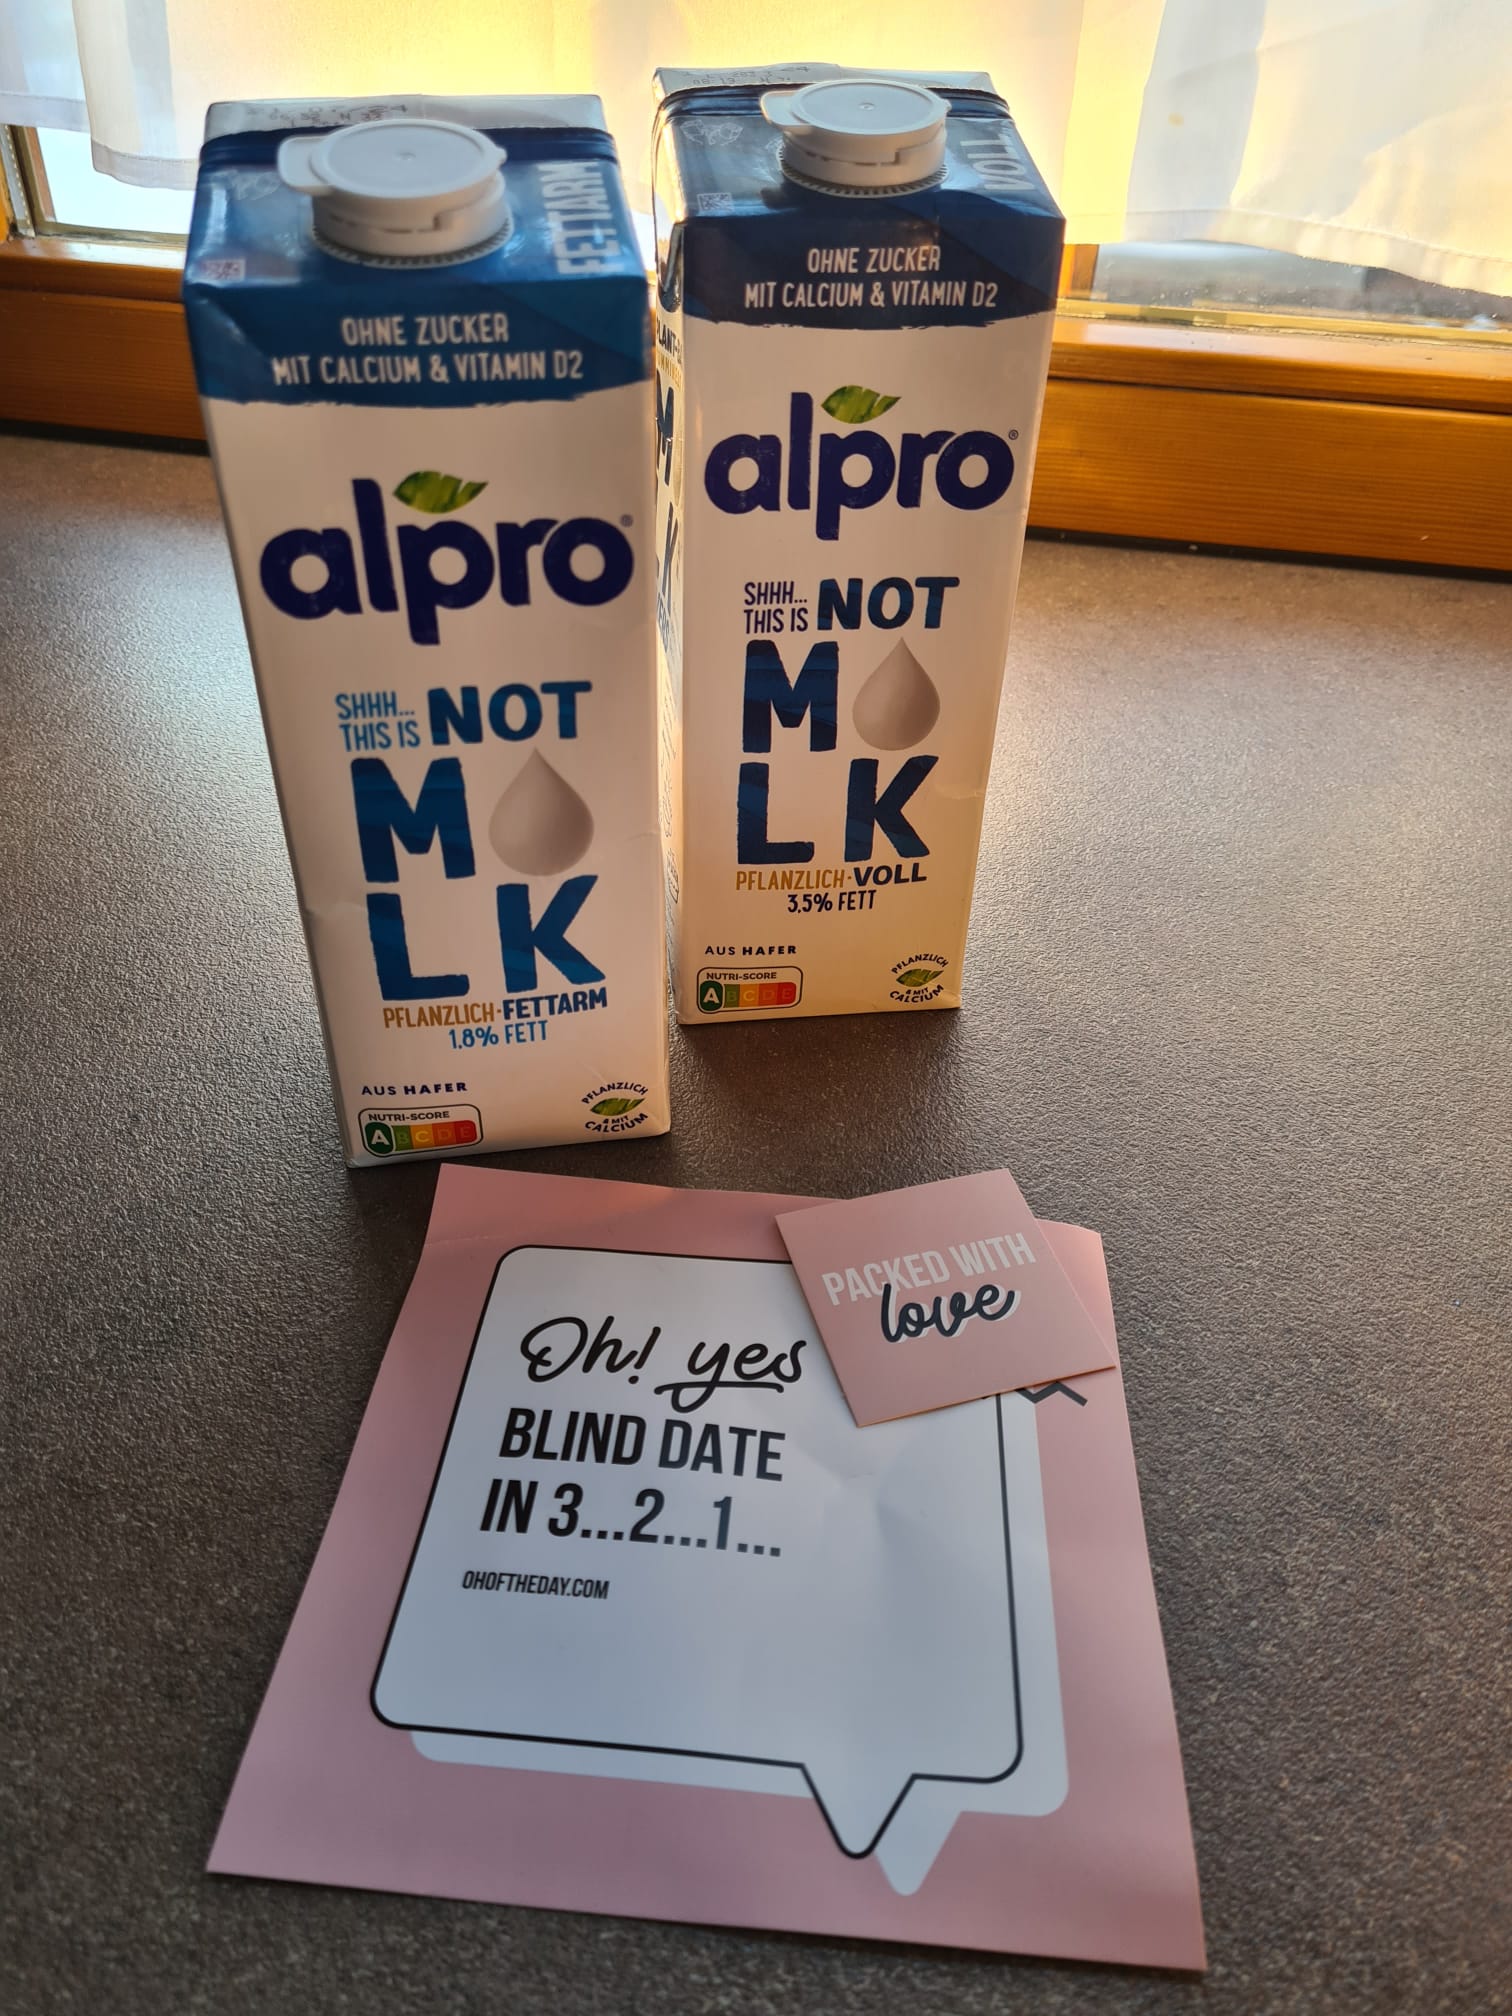 FETTARM
OHNE ZUCKER
MIT CALCIUM & VITAMIN D2
alpro®
SHHH... THIS IS NOT
M
LK
PFLANZLICH-FETTARM
1,8% FETT
AUS HAFER
NUTRI-SCORE
A B C D E
PFLANZLICH
& MIT
CALCIUM
VOLL
OHNE ZUCKER
MIT CALCIUM & VITAMIN D2
alpro®
SHHH... THIS IS NOT
M
LK
PFLANZLICH-VOLL
3,5% FETT
AUS HAFER
NUTRI-SCORE
A B C D E
PFLANZLICH
& MIT
CALCIUM
PACKED WITH
love
Oh! yes
BLIND DATE
IN 3...2...1...
OHOFTHEDAY.COM